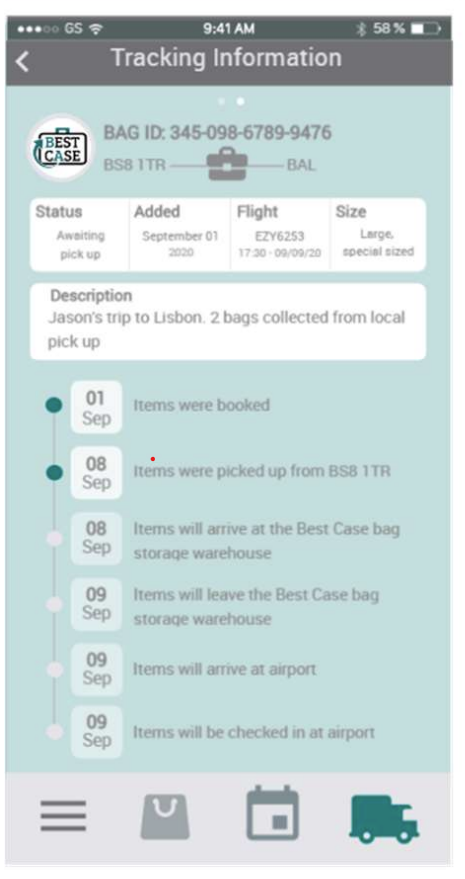 GS 9:41 AM 58 %
Tracking Information
BEST CASE
BAG ID: 345-098-6789-9476
BS8 1TR BAL
Status Added Flight Size
Awaiting September 01 EZY6253 Large,
pick up 2020 17:30 - 09/09/20 special sized
Description
Jason's trip to Lisbon. 2 bags collected from local
pick up
01 Sep Items were booked
08 Sep Items were picked up from BS8 1TR
08 Sep Items will arrive at the Best Case bag
storage warehouse
09 Sep Items will leave the Best Case bag
storage warehouse
09 Sep Items will arrive at airport
09 Sep Items will be checked in at airport